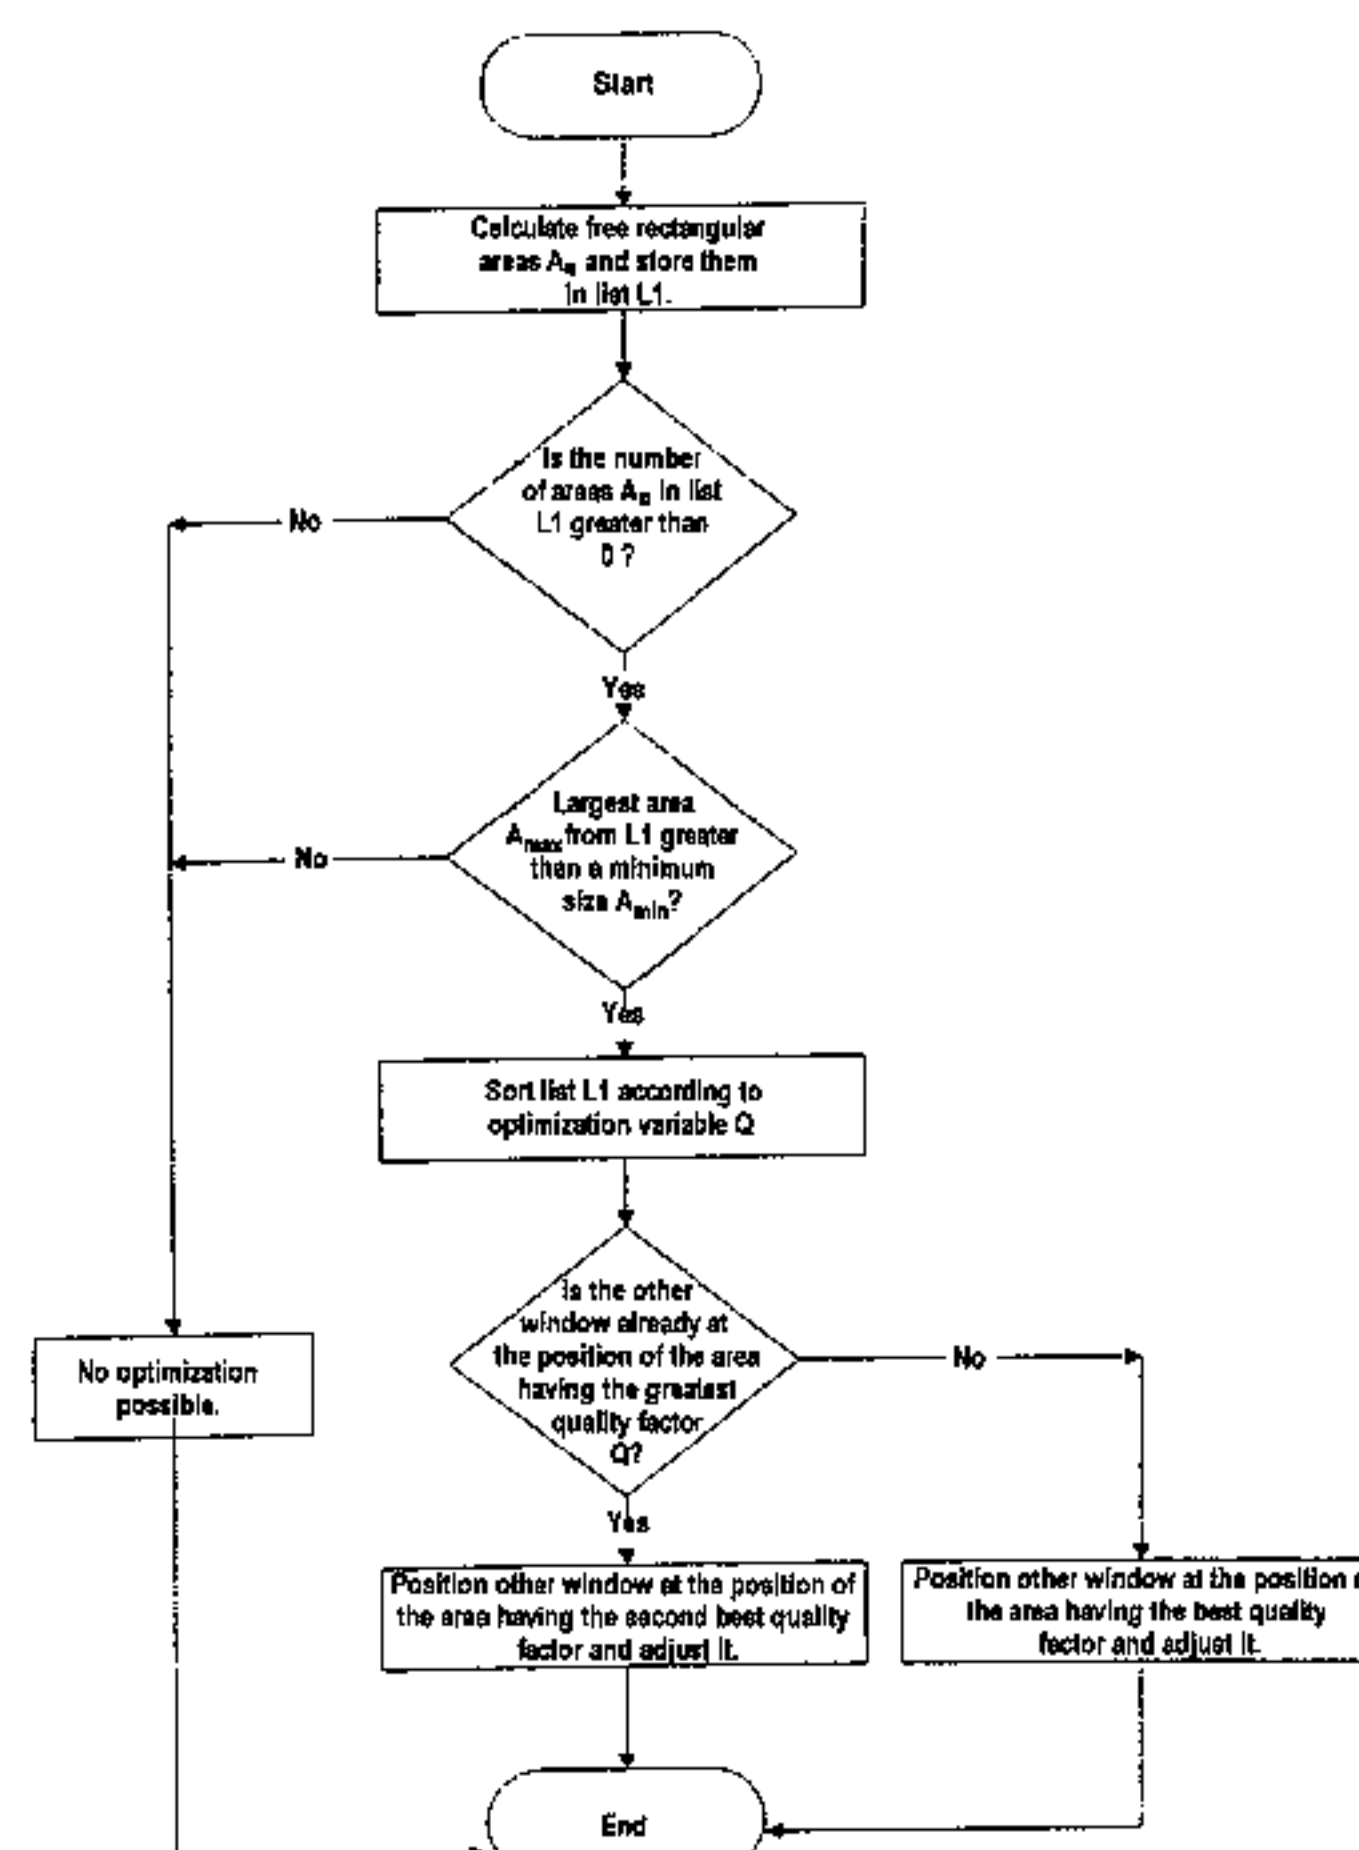 Start
Calculate free rectangular
areas An and store them
in list L1.
Is the number
of areas An in list
L1 greater than
0 ?
No
Yes
Largest area
Amax from L1 greater
than a minimum
size Amin?
No
Yes
Sort list L1 according to
optimization variable Q
Is the other
window already at
the position of the area
having the greatest
quality factor
Q?
No
Yes
No optimization
possible.
Position other window at the position of
the area having the second best quality
factor and adjust it.
Position other window at the position
the area having the best quality
factor and adjust it.
End